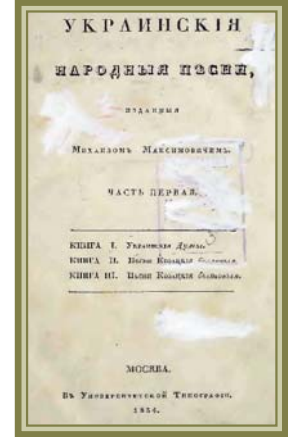 УКРАИНСКІЯ
НАРОДНЫЯ ПѢСНИ,
ИЗДАННЫЯ
Михаиломъ Максимовичемъ.
ЧАСТЬ ПЕРВАЯ.
КНИГА I. Украинскія Думы.
КНИГА II. Пѣсни Козацкія
КНИГА III. Пѣсни Козацкія
МОСКВА.
Въ Университетской Типографіи.
1834.